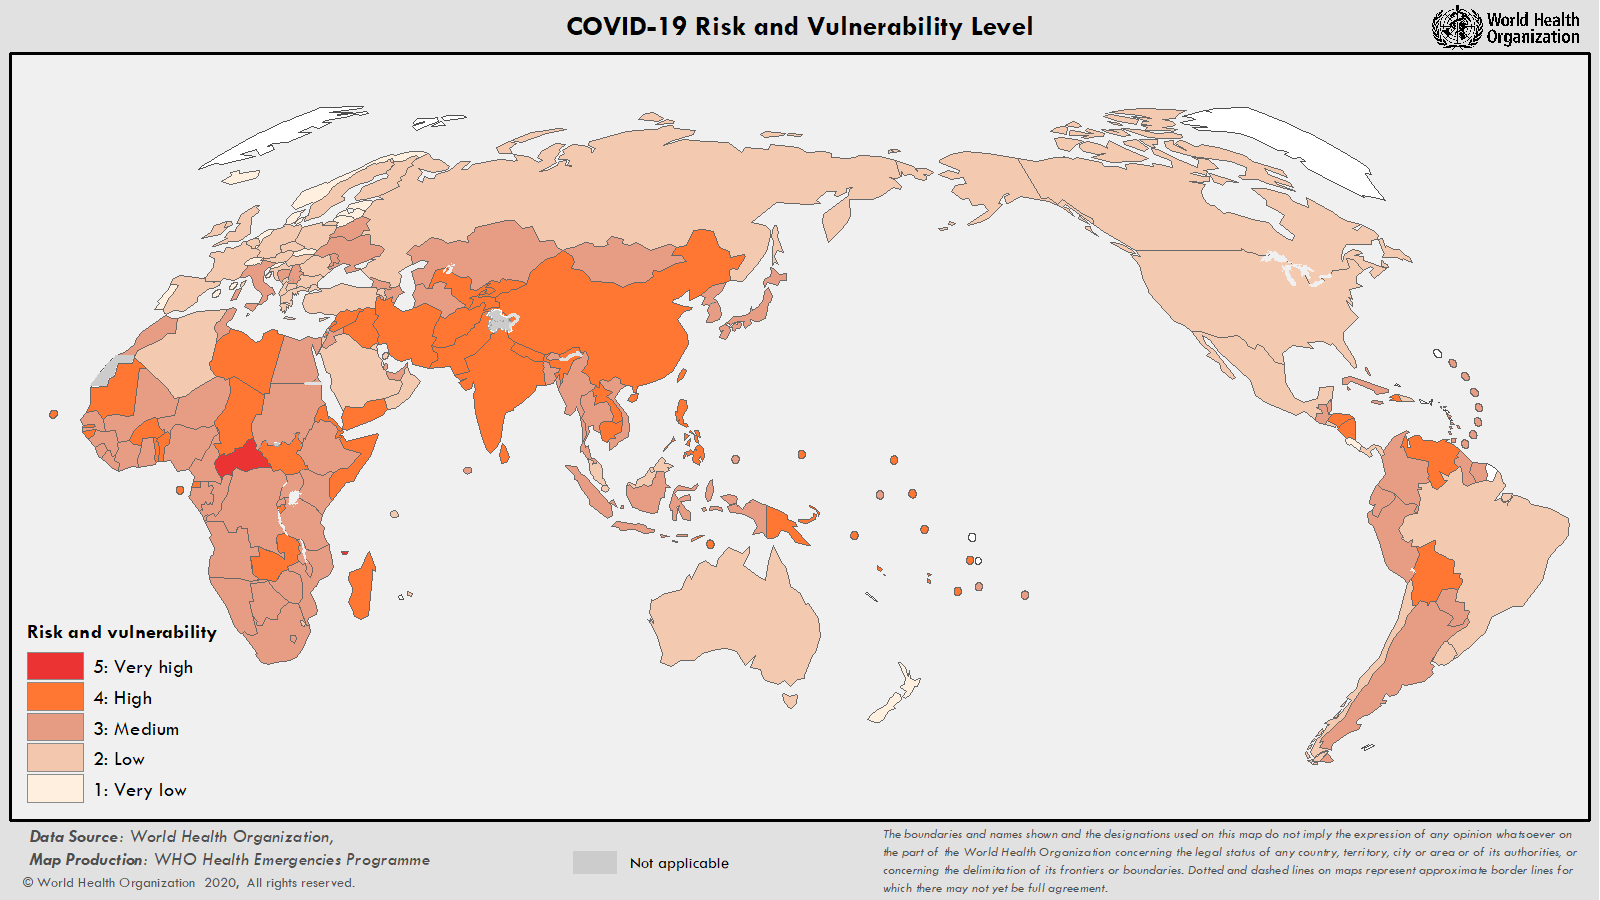 COVID-19 Risk and Vulnerability Level
World Health
Organization
Risk and vulnerability
5: Very high
4: High
3: Medium
2: Low
1: Very low
Data Source: World Health Organization,
Map Production: WHO Health Emergencies Programme
© World Health Organization 2020, All rights reserved.
Not applicable
The boundaries and names shown and the designations used on this map do not imply the expression of any opinion whatsoever on
the part of the World Health Organization concerning the legal status of any country, territory, city or area or of its authorities, or
concerning the delimitation of its frontiers or boundaries. Dotted and dashed lines on maps represent approximate border lines for
which there may not yet be full agreement.